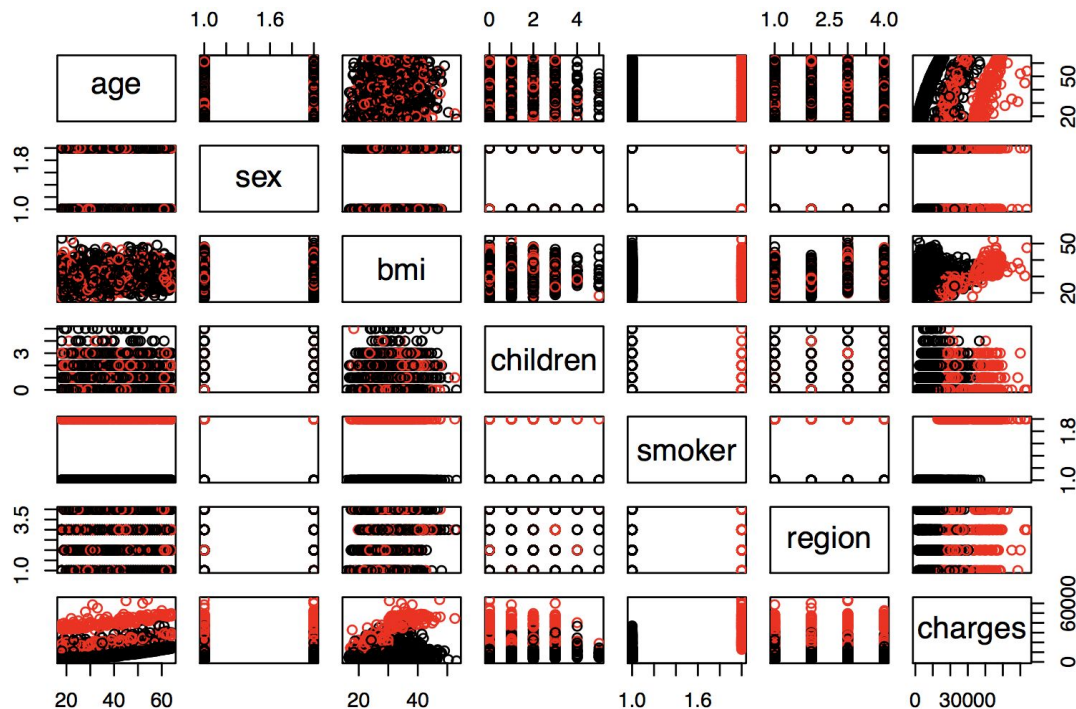 1.0 1.6 0 2 4 1.0 2.5 4.0
age 20 50
1.0 1.8 sex
bmi 20 50
0 3 children
smoker 1.0 1.8
1.0 3.5 region
charges 0 60000
20 40 60 20 40 1.0 1.6 0 30000